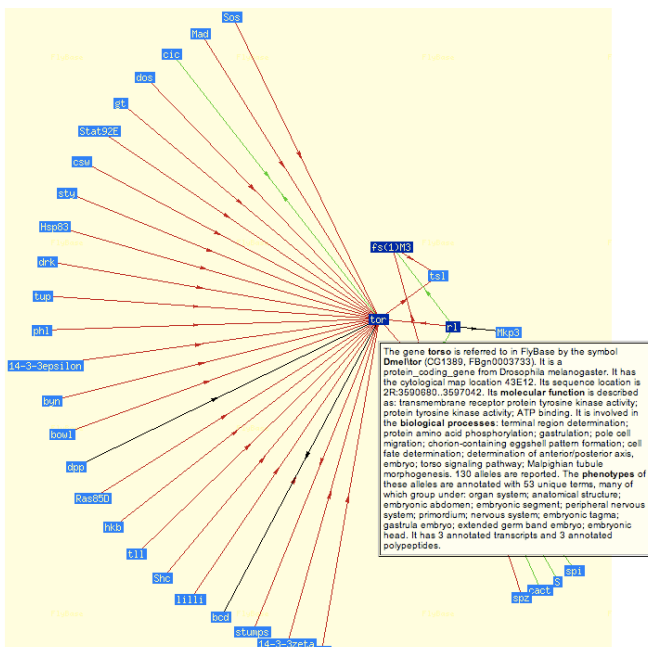 Sos
Mad
cic
dos
gt
Stat92E
csw
sty
Hsp83
fs(1)M3
drk
tsl
tup
tor
rl
phl
Mkp3
14-3-3epsilon
byn
bowl
dpp
Ras85D
hkb
tll
Shc
lilli
bcd
stumps
14-3-3zeta
The gene torso is referred to in FlyBase by the symbol
Dmel\tor (CG1389, FBgn0003733). It is a
protein_coding_gene from Drosophila melanogaster. It has
the cytological map location 43E12. Its sequence location is
2R:3590680..3597042. Its molecular function is described
as: transmembrane receptor protein tyrosine kinase activity;
protein tyrosine kinase activity; ATP binding. It is involved in
the biological processes: terminal region determination;
protein amino acid phosphorylation; gastrulation; pole cell
migration; chorion-containing eggshell pattern formation; cell
fate determination; determination of anterior/posterior axis,
embryo; torso signaling pathway; Malpighian tubule
morphogenesis. 130 alleles are reported. The phenotypes of
these alleles are annotated with 53 unique terms, many of
which group under: organ system; anatomical structure;
embryonic abdomen; embryonic segment; peripheral nervous
system; primordium; nervous system; embryonic tagma;
gastrula embryo; extended germ band embryo; embryonic
head. It has 3 annotated transcripts and 3 annotated
polypeptides.
spi
S
cact
spz